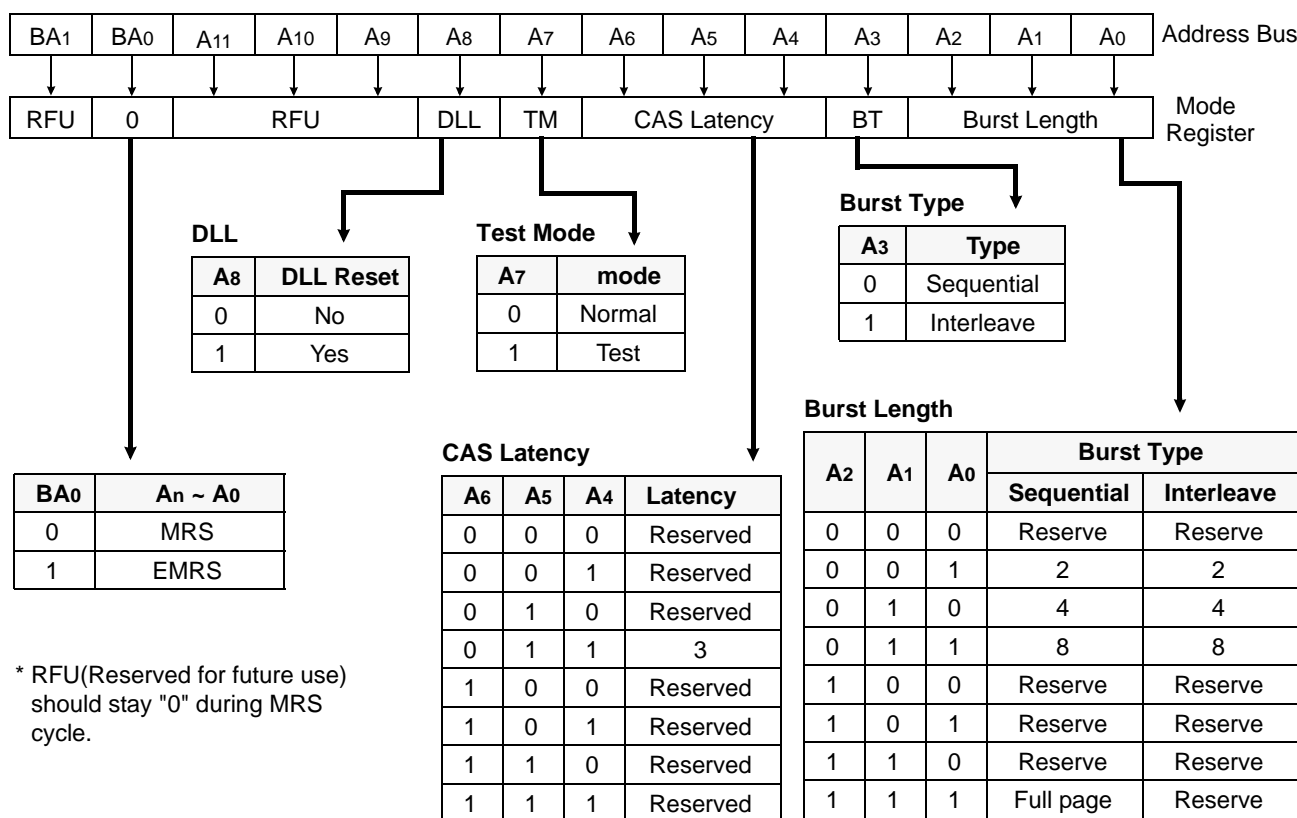 BA1 BA0 A11 A10 A9 A8 A7 A6 A5 A4 A3 A2 A1 A0 Address Bus
RFU 0 RFU DLL TM CAS Latency BT Burst Length Mode Register
DLL
A8 DLL Reset
0 No
1 Yes
Test Mode
A7 mode
0 Normal
1 Test
Burst Type
A3 Type
0 Sequential
1 Interleave
BA0 An ~ A0
0 MRS
1 EMRS
* RFU(Reserved for future use)
should stay "0" during MRS
cycle.
CAS Latency
A6 A5 A4 Latency
0 0 0 Reserved
0 0 1 Reserved
0 1 0 Reserved
0 1 1 3
1 0 0 Reserved
1 0 1 Reserved
1 1 0 Reserved
1 1 1 Reserved
Burst Length
A2 A1 A0 Burst Type
Sequential Interleave
0 0 0 Reserve Reserve
0 0 1 2 2
0 1 0 4 4
0 1 1 8 8
1 0 0 Reserve Reserve
1 0 1 Reserve Reserve
1 1 0 Reserve Reserve
1 1 1 Full page Reserve